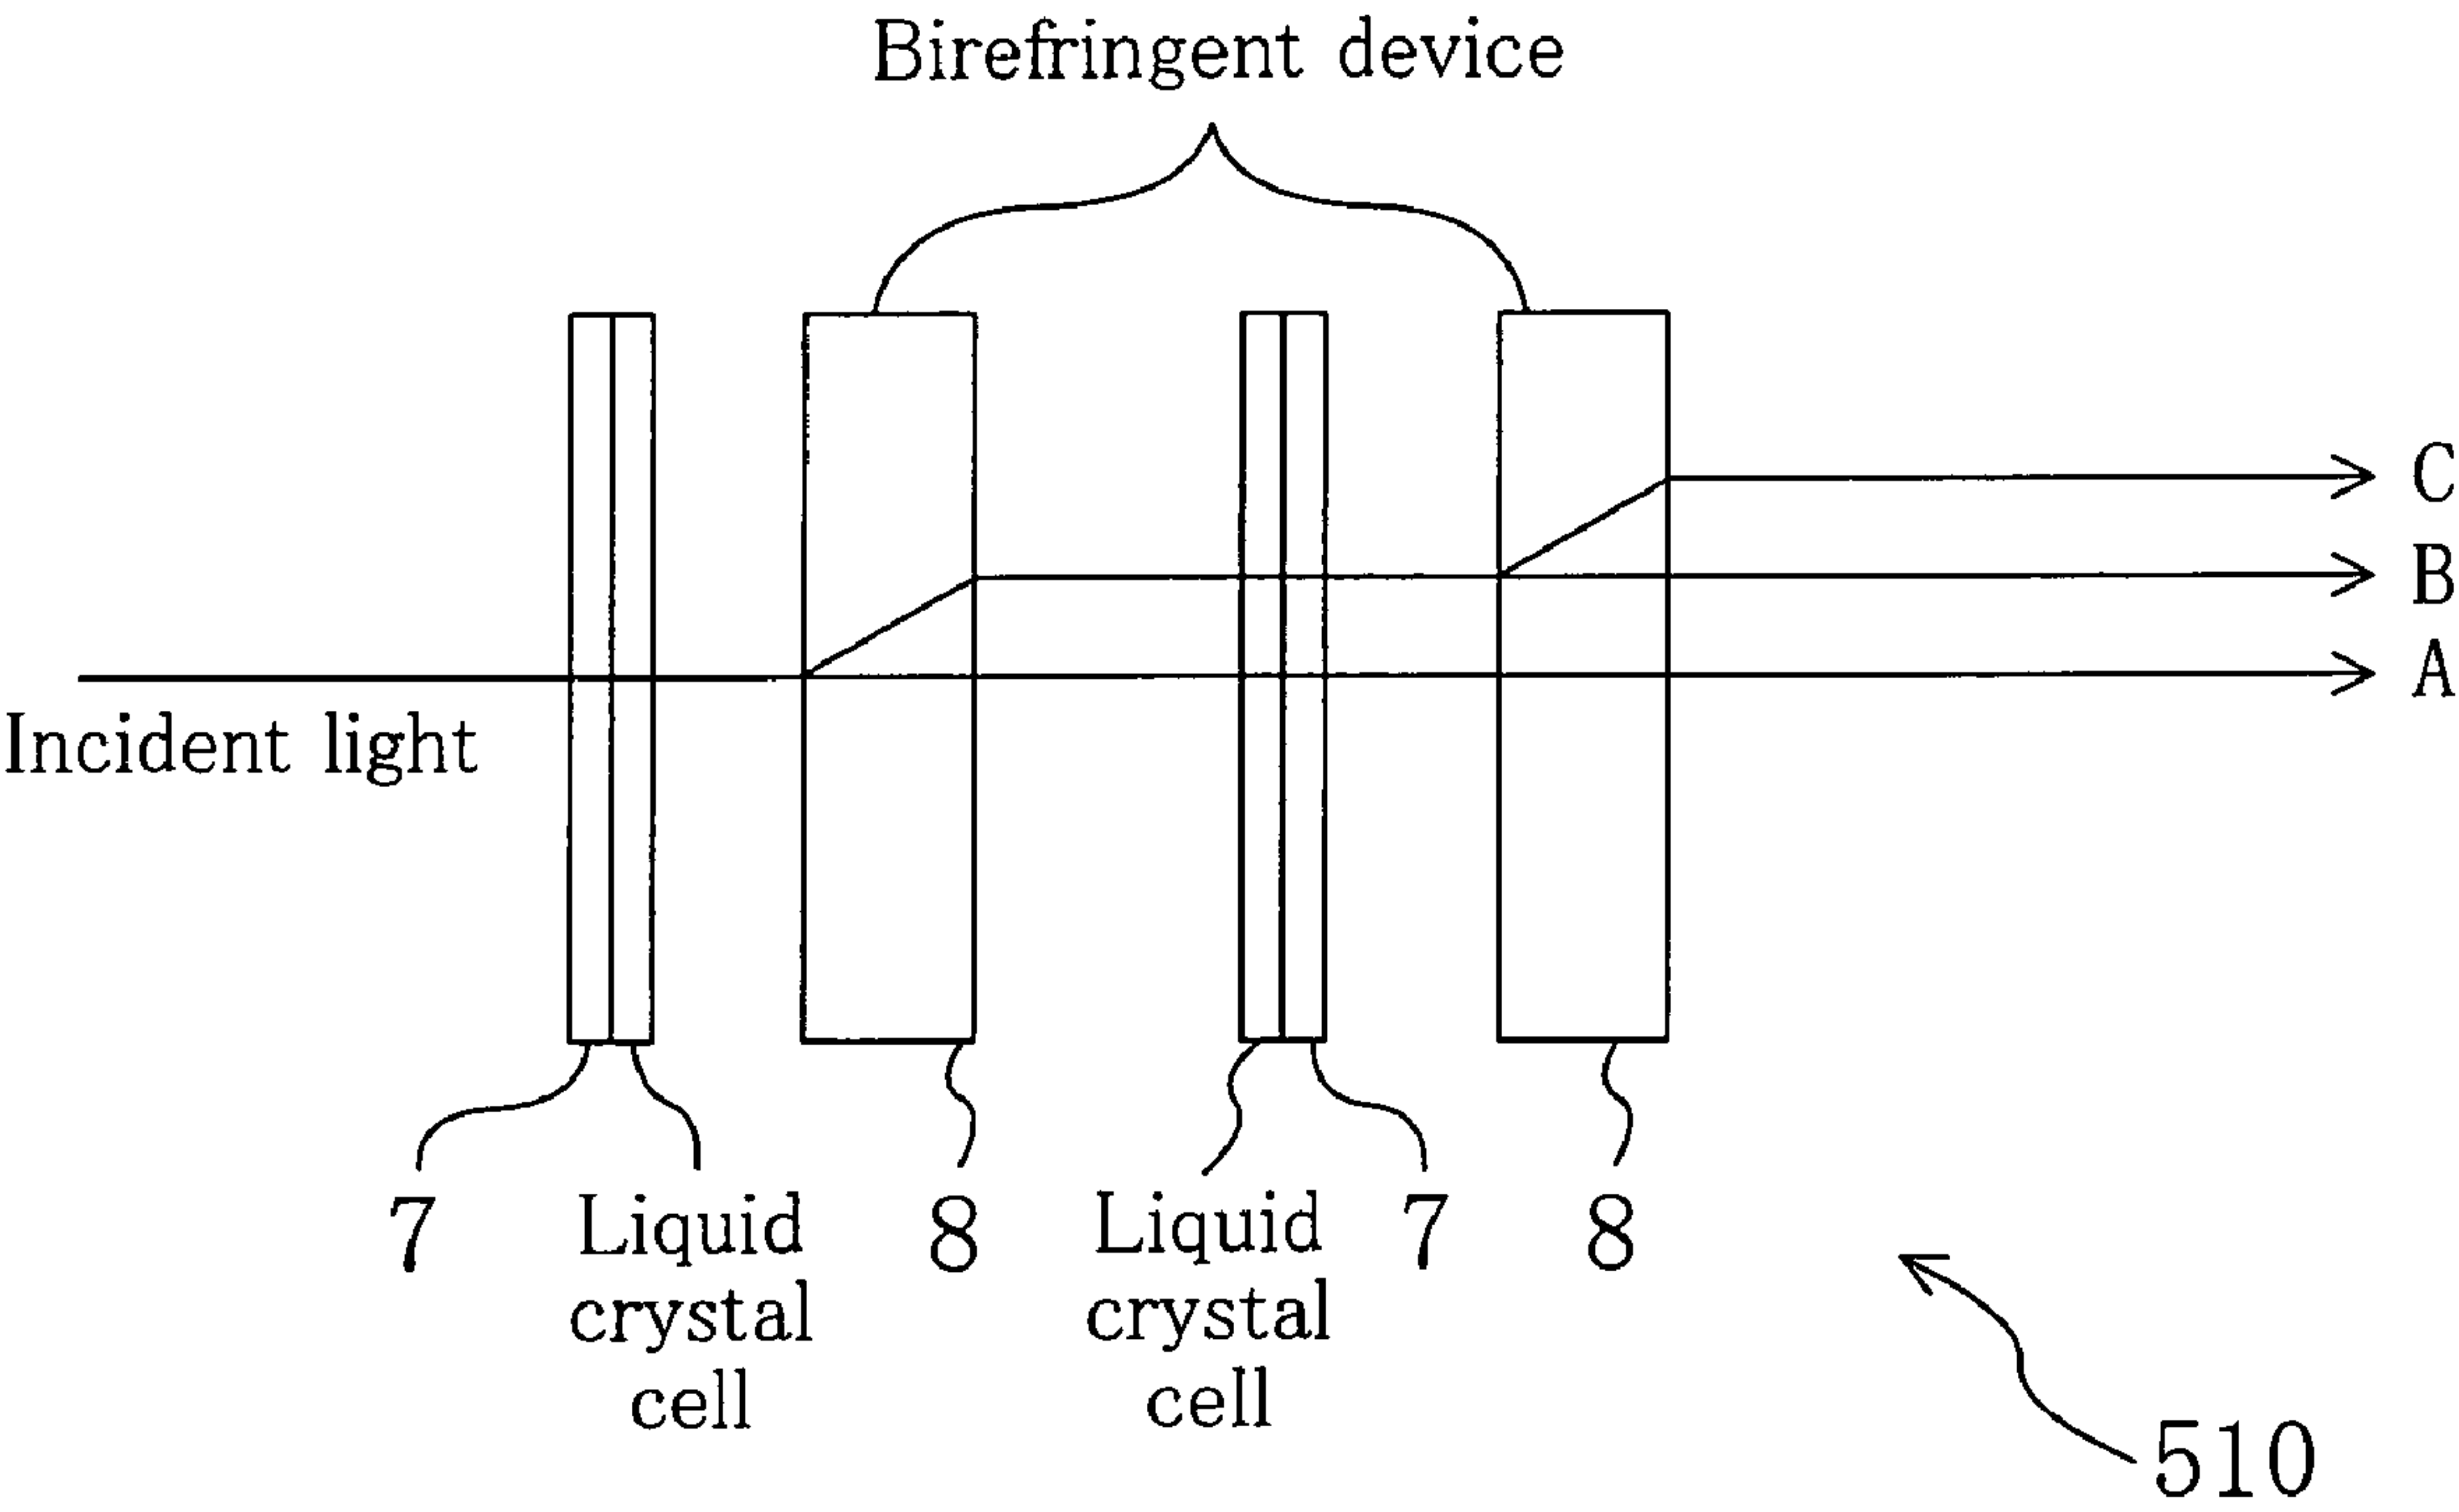 Birefringent device
C
B
A
Incident light
7
Liquid
crystal
cell
8
Liquid
crystal
cell
7
8
510